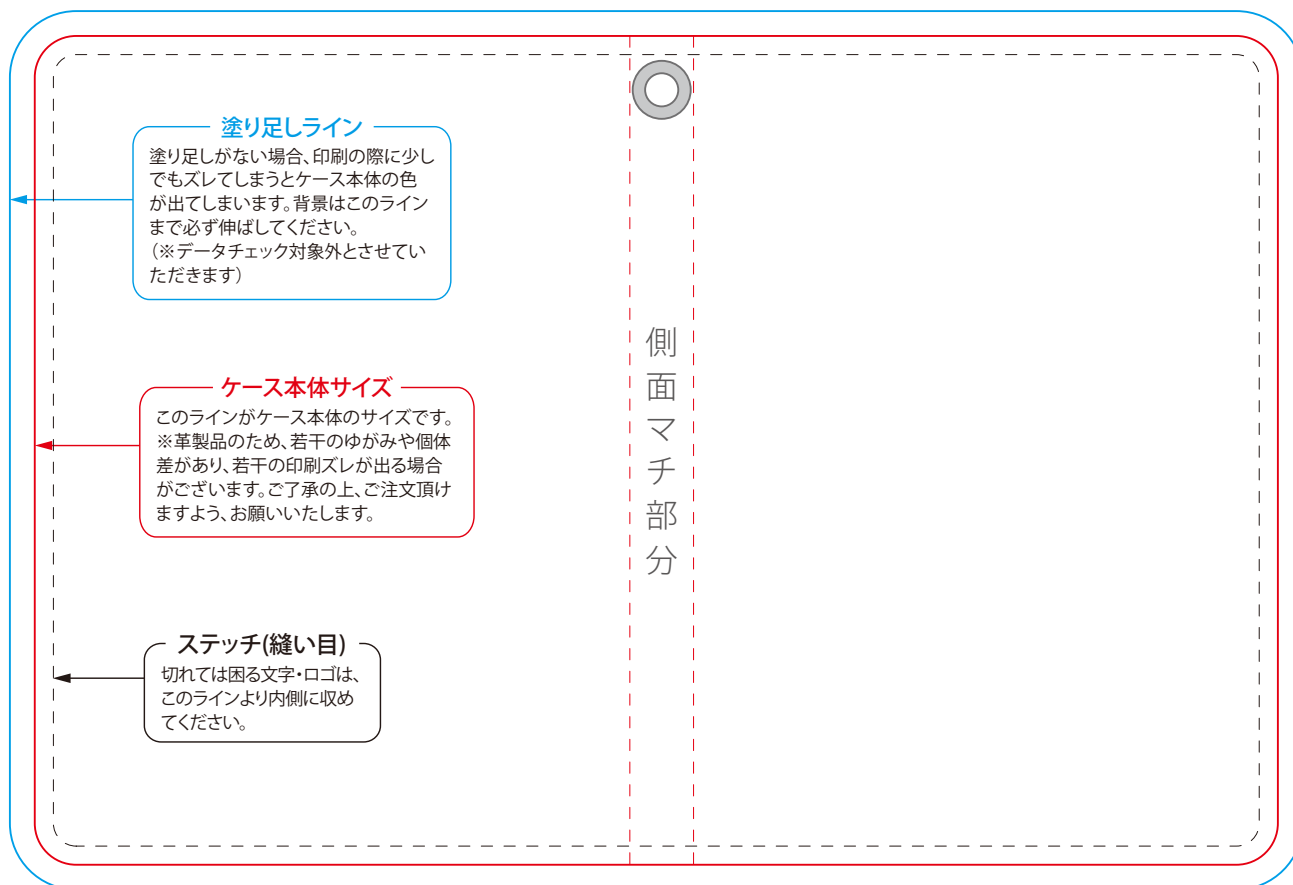 塗り足しライン
塗り足しがない場合、印刷の際に少し
でもズレてしまうとケース本体の色
が出てしまいます。背景はこのライン
まで必ず伸ばしてください。
(※データチェック対象外とさせてい
ただきます)
ケース本体サイズ
このラインがケース本体のサイズです。
※革製品のため、若干のゆがみや個体
差があり、若干の印刷ズレが出る場合
がございます。ご了承の上、ご注文頂け
ますよう、お願いいたします。
ステッチ(縫い目)
切れては困る文字・ロゴは、
このラインより内側に収め
てください。
側面マチ部分